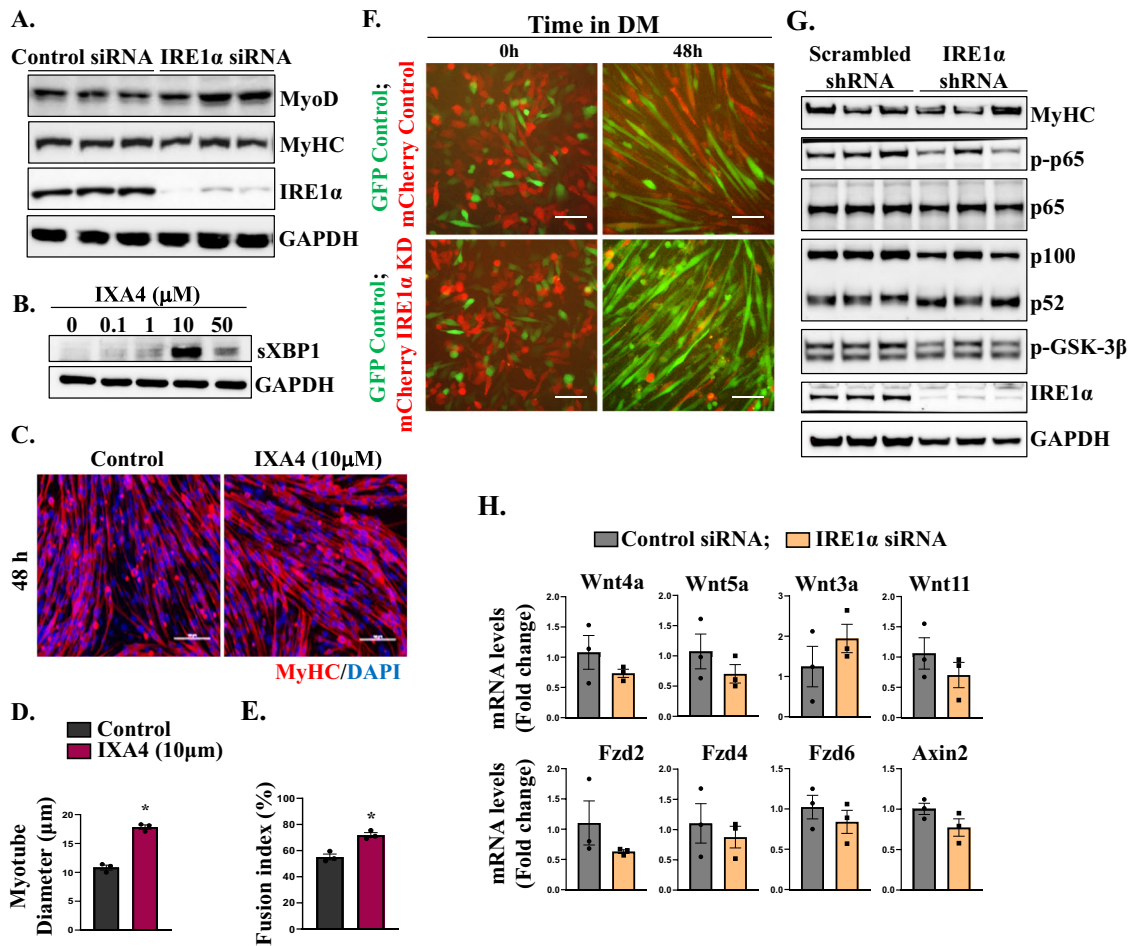 A.
Control siRNA IRE1α siRNA
MyoD
MyHC
IRE1α
GAPDH
B.
IXA4 (μM)
0 0.1 1 10 50
sXBP1
GAPDH
C.
Control IXA4 (10μM)
48 h
MyHC/DAPI
D.
Control
IXA4 (10μm)
Myotube
Diameter (μm)
20
15
10
5
0
*
E.
Fusion index (%)
100
80
60
40
20
0
*
F.
Time in DM
0h 48h
GFP Control;
mCherry Control
GFP Control;
mCherry IRE1α KD
G.
Scrambled IRE1α
shRNA shRNA
MyHC
p-p65
p65
p100
p52
p-GSK-3β
IRE1α
GAPDH
H.
Control siRNA; IRE1α siRNA
mRNA levels
(Fold change)
Wnt4a
2.0
1.5
1.0
0.5
0.0
Wnt5a
2.0
1.5
1.0
0.5
0.0
Wnt3a
3
2
1
0
Wnt11
2.0
1.5
1.0
0.5
0.0
mRNA levels
(Fold change)
Fzd2
2.0
1.5
1.0
0.5
0.0
Fzd4
2.0
1.5
1.0
0.5
0.0
Fzd6
1.5
1.0
0.5
0.0
Axin2
1.5
1.0
0.5
0.0